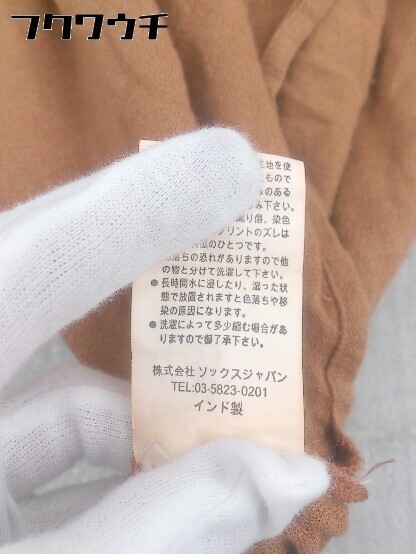 フクワウチ
生地を使
もので
みのある
み下さい。
織り傷、染色
プリントのズレは
のひとつです。
落ちの恐れがありますので他
の物と分けて洗濯して下さい。
● 長時間水に浸したり、湿った状
態で放置されますと色落ちや移
染の原因になります。
● 洗濯によって多少縮む場合があ
りますので御了承下さい。
株式会社 ソックスジャパン
TEL:03-5823-0201
インド製